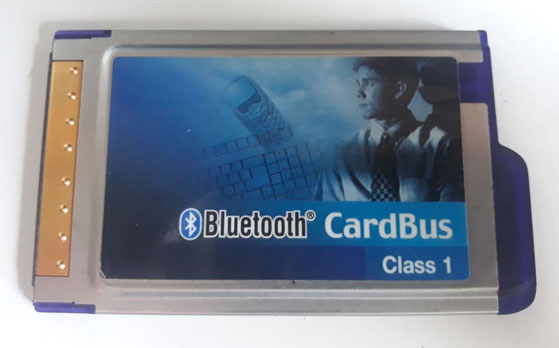 Bluetooth® CardBus
Class 1